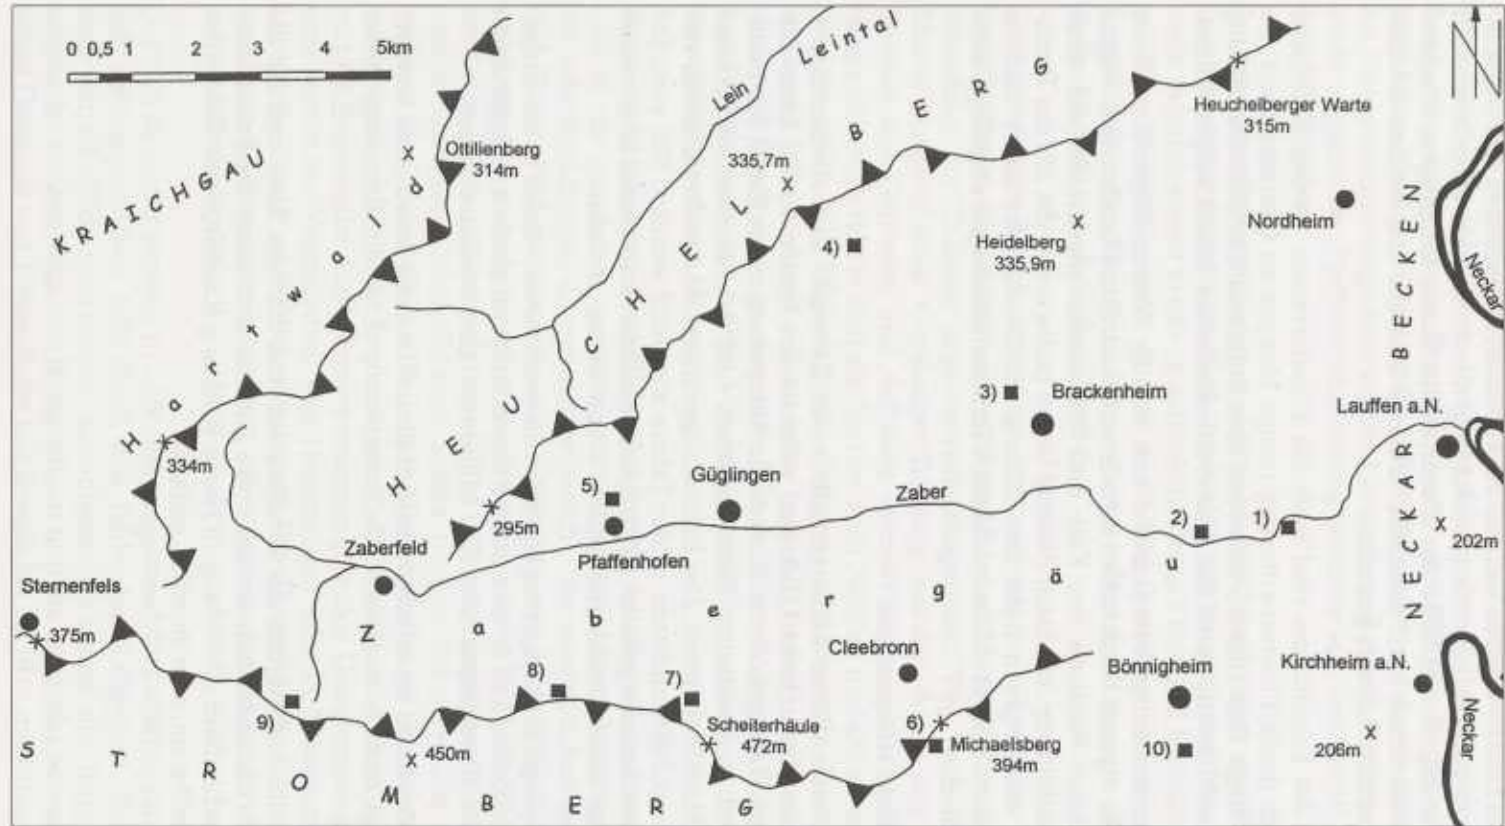 0 0,5 1 2 3 4 5km
N
KRAICHGAU
Hartwald
Ottilienberg
314m
Lein
Leintal
HEUCHELBERG
335,7m
Heuchelberger Warte
315m
Nordheim
Heidelberg
335,9m
4)
Neckar
NECKAR BECKEN
3)
Brackenheim
Lauffen a.N.
334m
295m
5)
Güglingen
Pfaffenhofen
Zaber
2)
1)
202m
Zaberfeld
Sternenfels
375m
Zabergäu
Cleebronn
Bönnigheim
Kirchheim a.N.
8)
7)
9)
Scheiterhäule
472m
6)
Michaelsberg
394m
10)
206m
Neckar
450m
STROMBERG